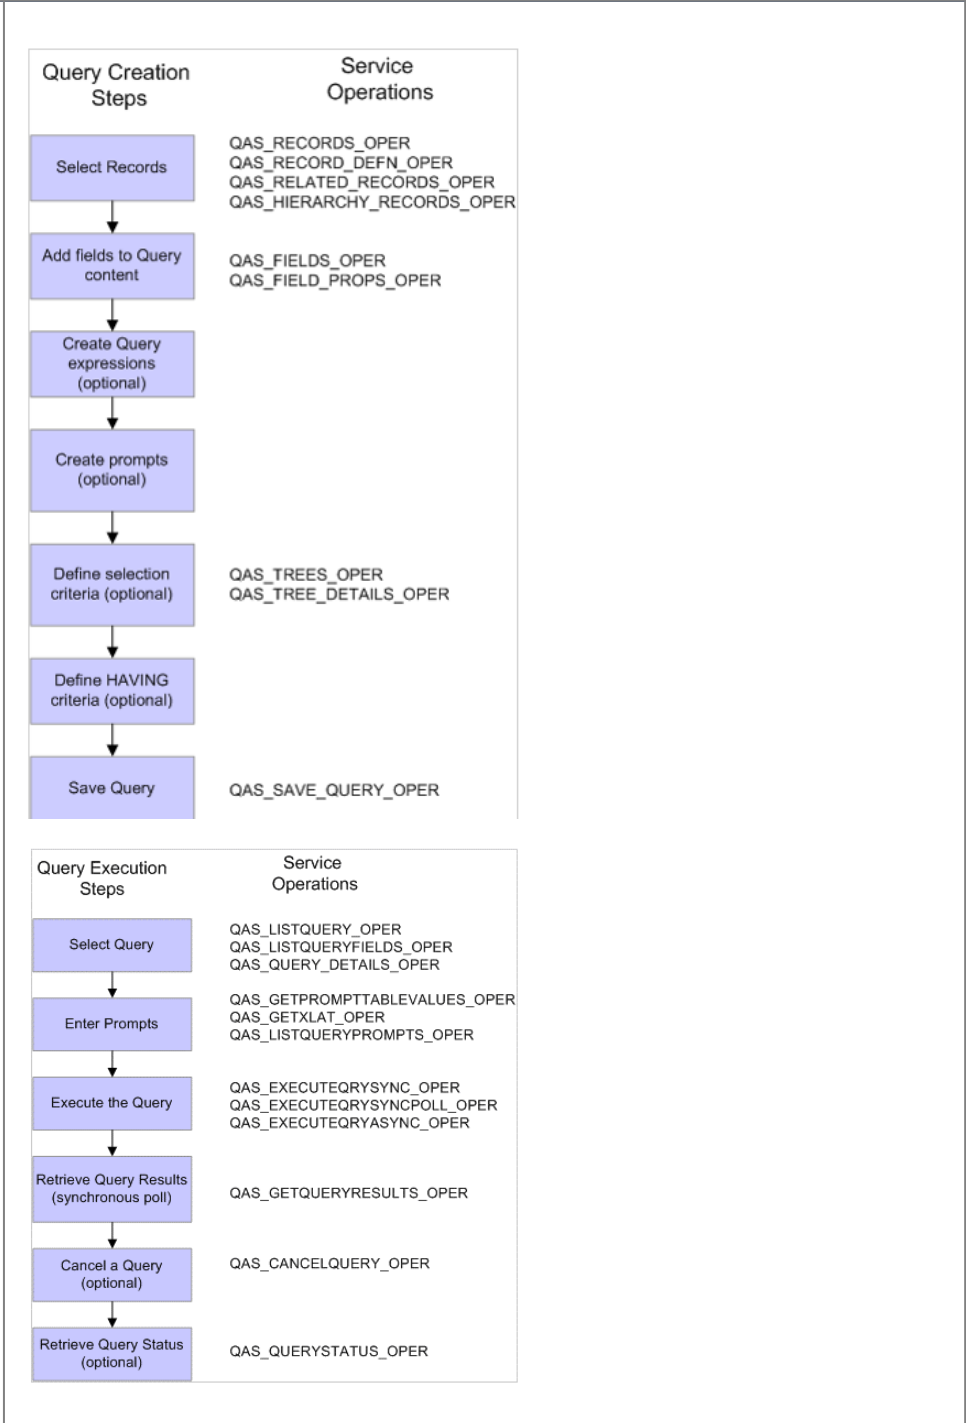 Query Creation
Steps
Service
Operations
Select Records
QAS_RECORDS_OPER
QAS_RECORD_DEFN_OPER
QAS_RELATED_RECORDS_OPER
QAS_HIERARCHY_RECORDS_OPER
Add fields to Query
content
QAS_FIELDS_OPER
QAS_FIELD_PROPS_OPER
Create Query
expressions
(optional)
Create prompts
(optional)
Define selection
criteria (optional)
QAS_TREES_OPER
QAS_TREE_DETAILS_OPER
Define HAVING
criteria (optional)
Save Query
QAS_SAVE_QUERY_OPER
Query Execution
Steps
Service
Operations
Select Query
QAS_LISTQUERY_OPER
QAS_LISTQUERYFIELDS_OPER
QAS_QUERY_DETAILS_OPER
Enter Prompts
QAS_GETPROMPTTABLEVALUES_OPER
QAS_GETXLAT_OPER
QAS_LISTQUERYPROMPTS_OPER
Execute the Query
QAS_EXECUTEQRYSYNC_OPER
QAS_EXECUTEQRYSYNCPOLL_OPER
QAS_EXECUTEQRYASYNC_OPER
Retrieve Query Results
(synchronous poll)
QAS_GETQUERYRESULTS_OPER
Cancel a Query
(optional)
QAS_CANCELQUERY_OPER
Retrieve Query Status
(optional)
QAS_QUERYSTATUS_OPER